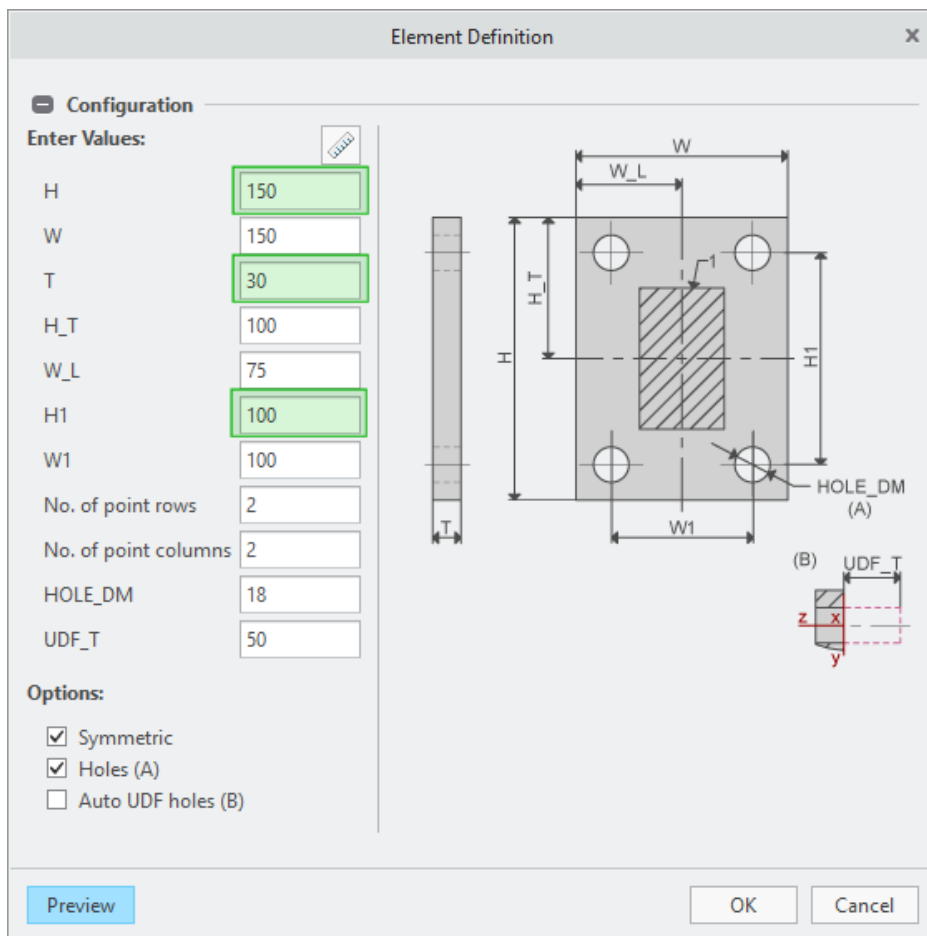 Element Definition x
Configuration
Enter Values:
H 150
W 150
T 30
H_T 100
W_L 75
H1 100
W1 100
No. of point rows 2
No. of point columns 2
HOLE_DM 18
UDF_T 50
Options:
Symmetric
Holes (A)
Auto UDF holes (B)
W
W_L
1
H_T
H
H1
HOLE_DM
(A)
W1
T
(B) UDF_T
z x
y
Preview OK Cancel